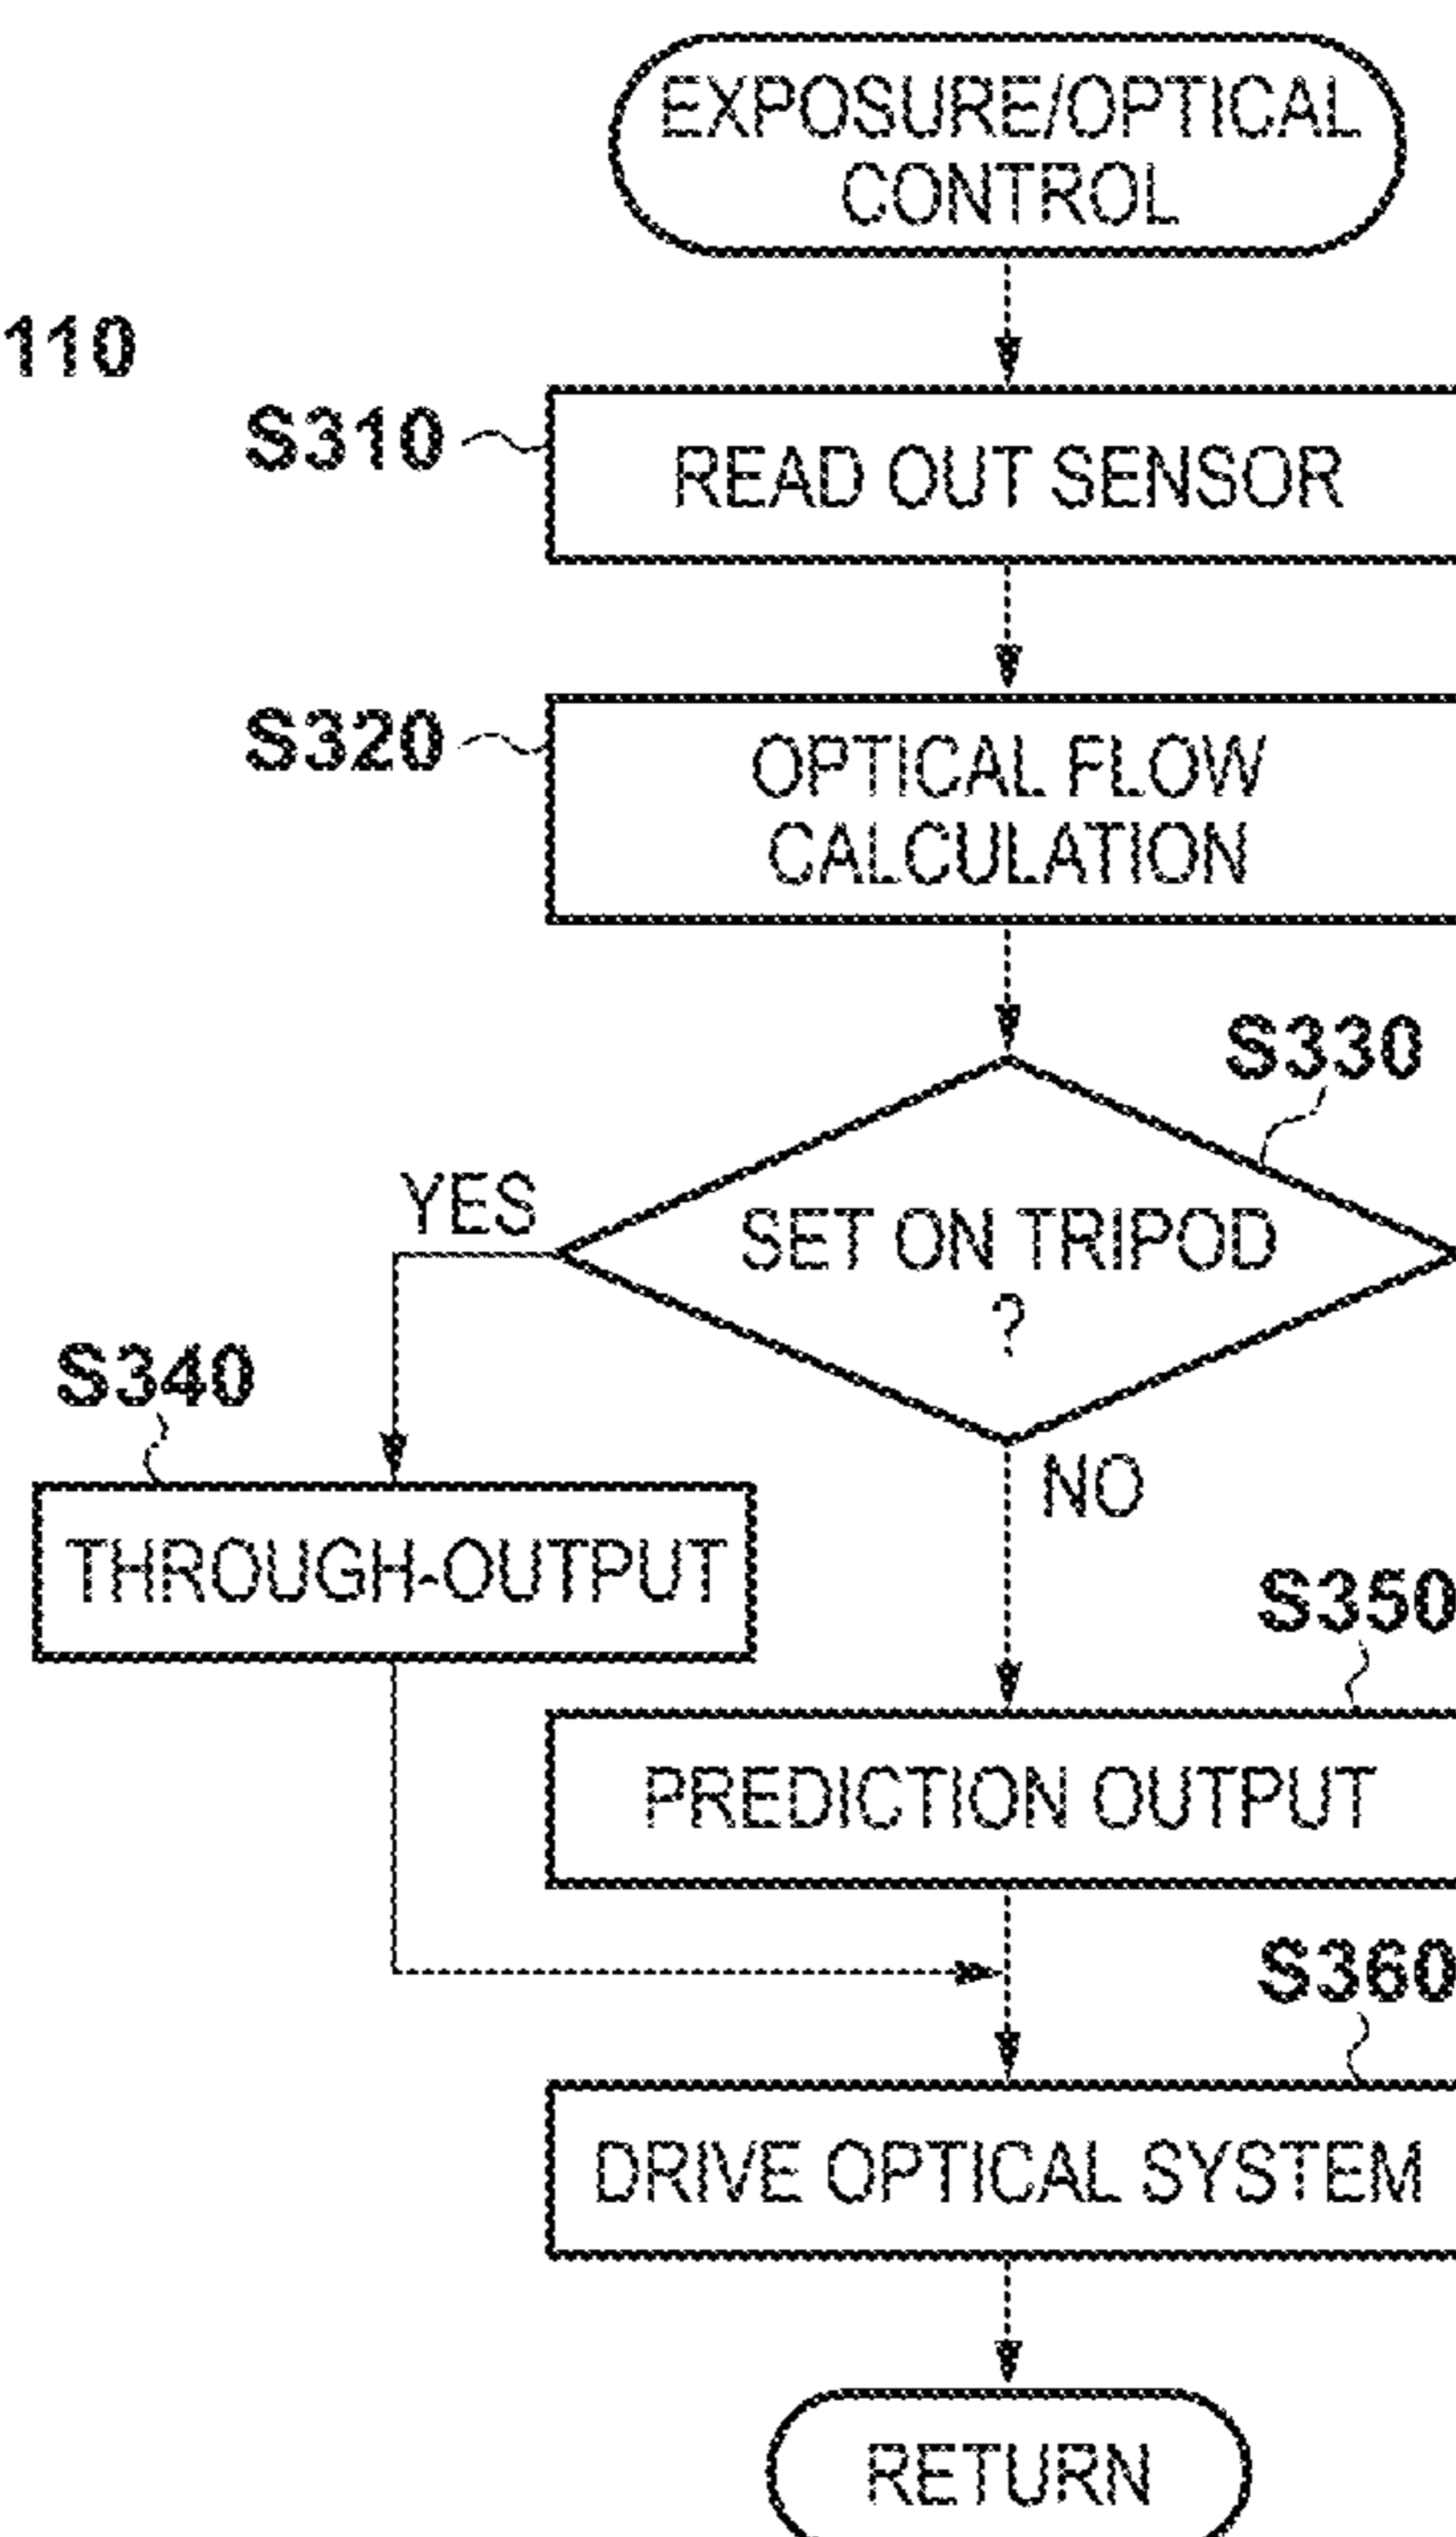 EXPOSURE/OPTICAL
CONTROL
110
S310
READ OUT SENSOR
S320
OPTICAL FLOW
CALCULATION
S330
YES
SET ON TRIPOD
?
S340
NO
THROUGH-OUTPUT
S350
PREDICTION OUTPUT
S360
DRIVE OPTICAL SYSTEM
RETURN